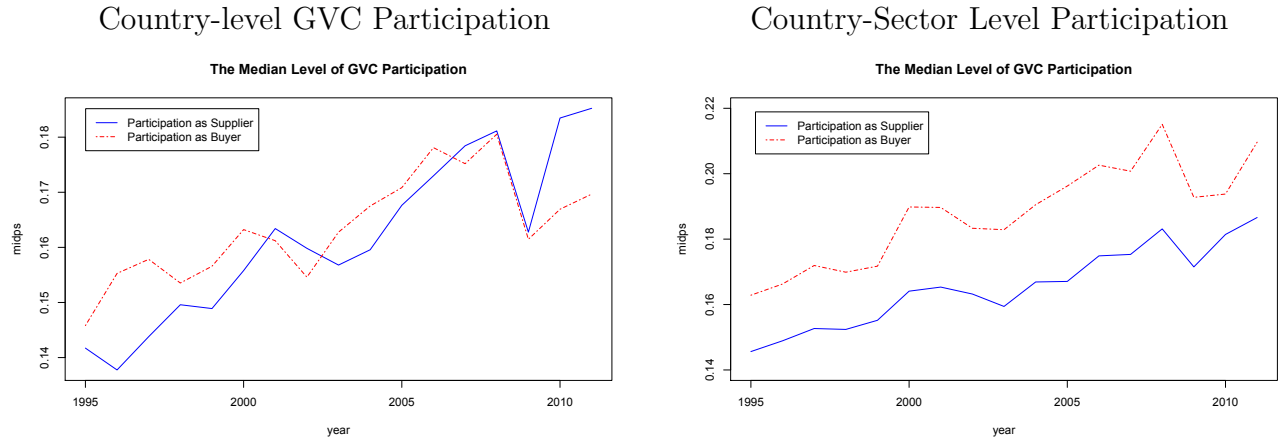 Country-level GVC Participation
The Median Level of GVC Participation
Participation as Supplier
Participation as Buyer
midps
0.18
0.17
0.16
0.15
0.14
1995 2000 2005 2010
year
Country-Sector Level Participation
The Median Level of GVC Participation
Participation as Supplier
Participation as Buyer
midps
0.22
0.20
0.18
0.16
0.14
1995 2000 2005 2010
year